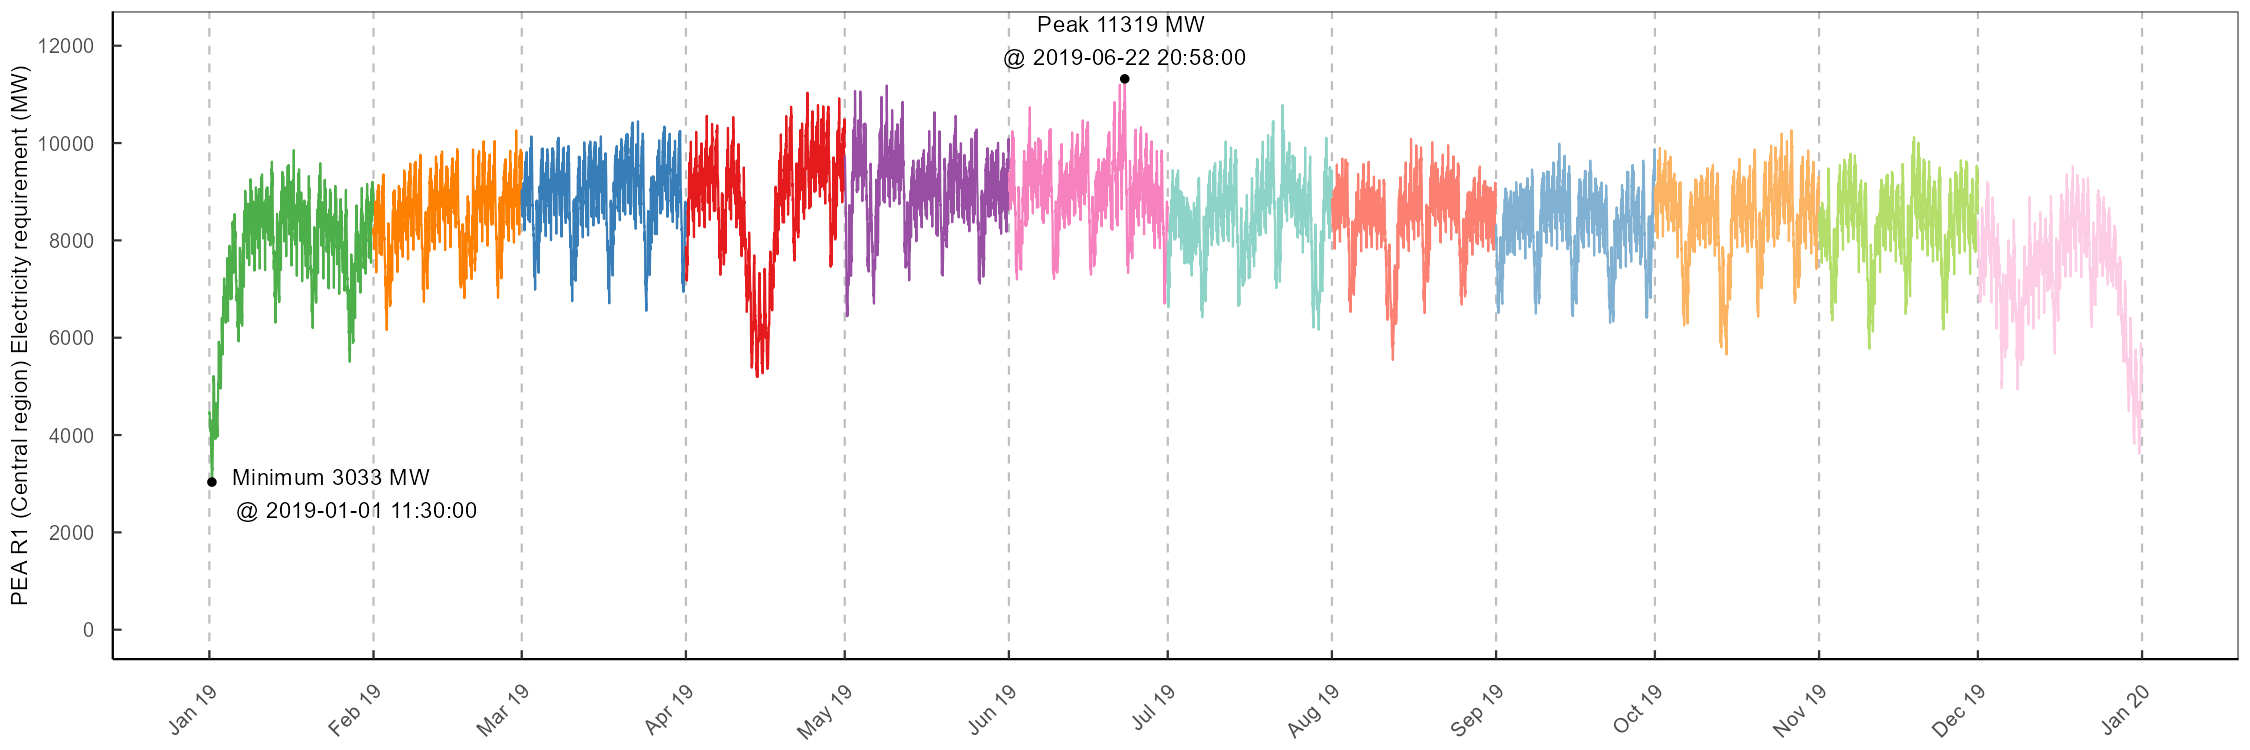 Peak 11319 MW
@ 2019-06-22 20:58:00
12000
10000
8000
6000
4000
2000
0
PEA R1 (Central region) Electricity requirement (MW)
Minimum 3033 MW
@ 2019-01-01 11:30:00
Jan 19
Feb 19
Mar 19
Apr 19
May 19
Jun 19
Jul 19
Aug 19
Sep 19
Oct 19
Nov 19
Dec 19
Jan 20